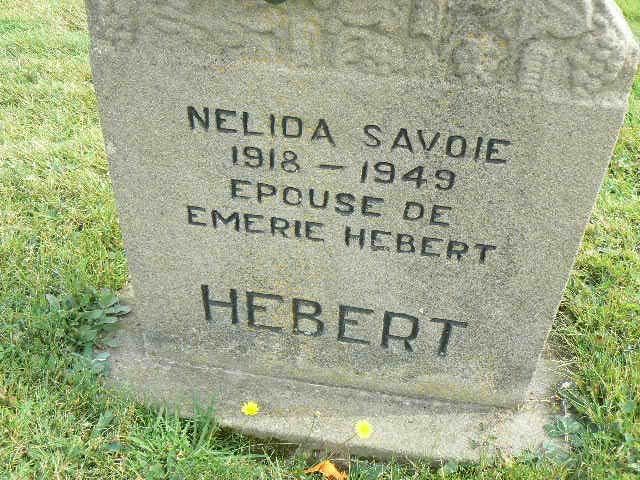 NELIDA SAVOIE
1918 - 1949
EPOUSE DE
EMERIE HEBERT
HEBERT